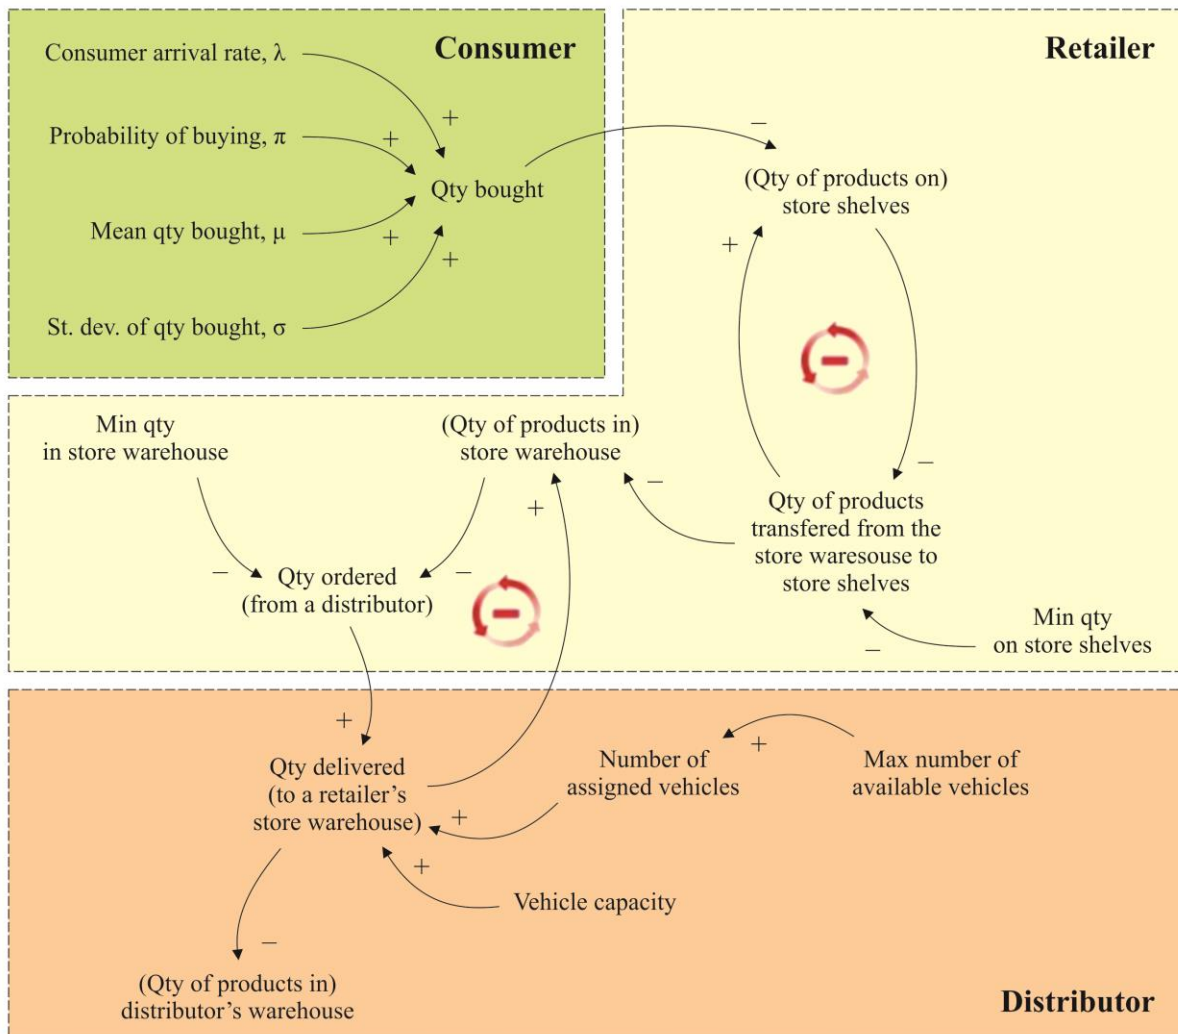 Consumer
Consumer arrival rate, λ
+
Probability of buying, π
+
Qty bought
Mean qty bought, μ
+
+
St. dev. of qty bought, σ
Retailer
–
(Qty of products on)
store shelves
+
–
Min qty
in store warehouse
(Qty of products in)
store warehouse
–
+
Qty of products
transfered from the
store waresouse to
store shelves
–
–
Qty ordered
(from a distributor)
–
Min qty
on store shelves
–
+
Qty delivered
(to a retailer’s
store warehouse)
Number of
assigned vehicles
+
Max number of
available vehicles
+
+
Vehicle capacity
–
(Qty of products in)
distributor’s warehouse
Distributor